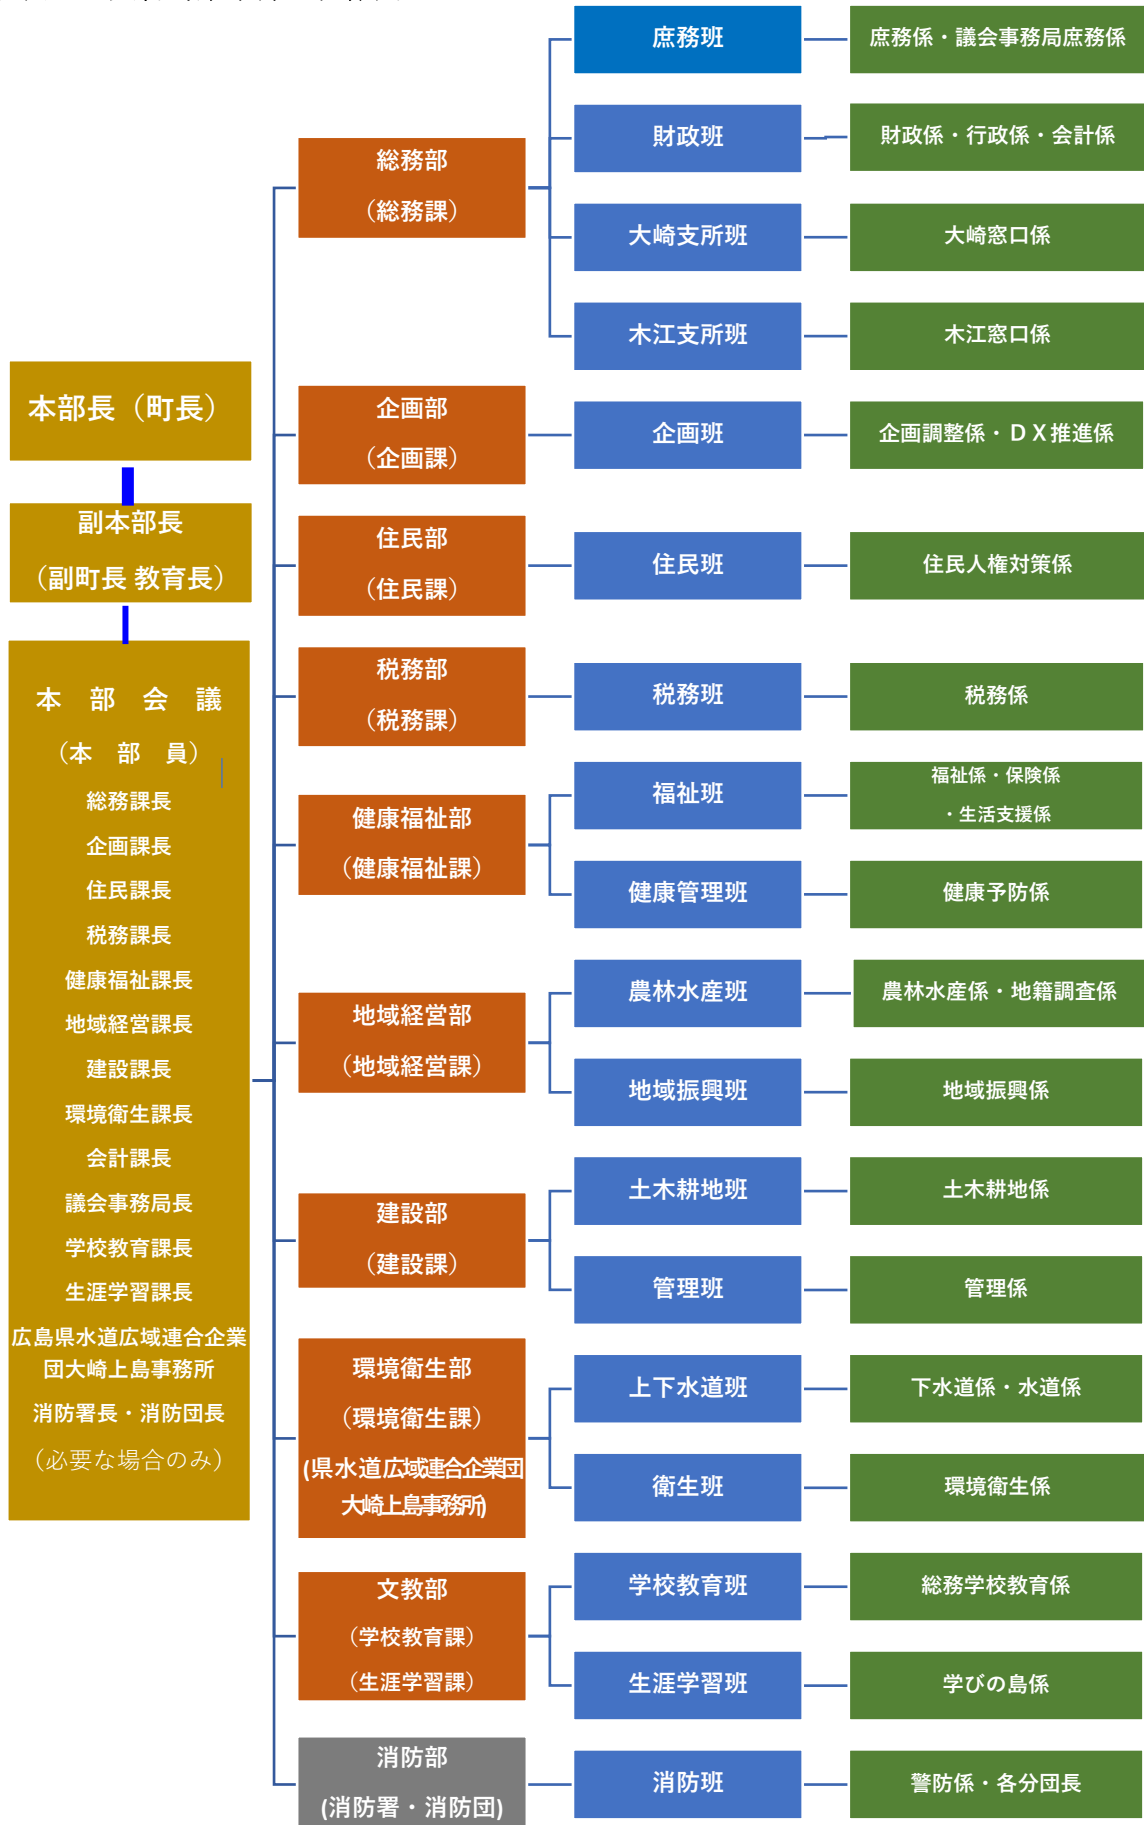 本部長（町長）
副本部長
（副町長 教育長）
本　部　会　議
（本　部　員）
総務課長
企画課長
住民課長
税務課長
健康福祉課長
地域経営課長
建設課長
環境衛生課長
会計課長
議会事務局長
学校教育課長
生涯学習課長
広島県水道広域連合企業
団大崎上島事務所
消防署長・消防団長
（必要な場合のみ）
総務部
（総務課）
庶務班
庶務係・議会事務局庶務係
財政班
財政係・行政係・会計係
大崎支所班
大崎窓口係
木江支所班
木江窓口係
企画部
（企画課）
企画班
企画調整係・ＤＸ推進係
住民部
（住民課）
住民班
住民人権対策係
税務部
（税務課）
税務班
税務係
健康福祉部
（健康福祉課）
福祉班
福祉係・保険係
・生活支援係
健康管理班
健康予防係
地域経営部
（地域経営課）
農林水産班
農林水産係・地籍調査係
地域振興班
地域振興係
建設部
（建設課）
土木耕地班
土木耕地係
管理班
管理係
環境衛生部
（環境衛生課）
(県水道広域連合企業団
大崎上島事務所)
上下水道班
下水道係・水道係
衛生班
環境衛生係
文教部
（学校教育課）
（生涯学習課）
学校教育班
総務学校教育係
生涯学習班
学びの島係
消防部
(消防署・消防団)
消防班
警防係・各分団長